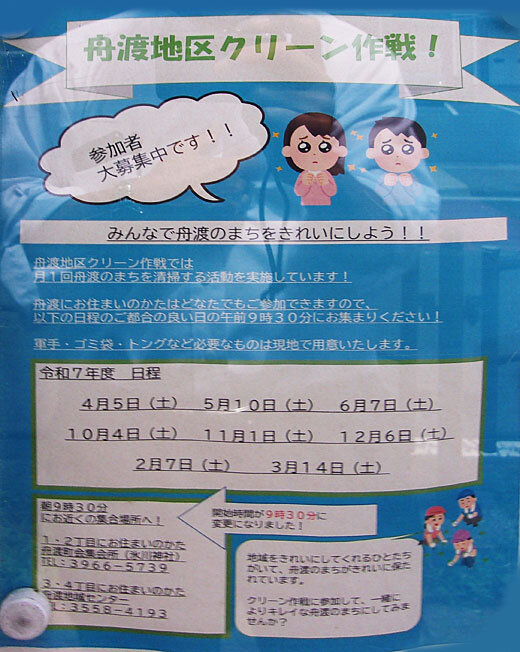 舟渡地区クリーン作戦！
参加者
大募集中です！！
みんなで舟渡のまちをきれいにしよう！！
舟渡地区クリーン作戦では
月１回舟渡のまちを清掃する活動を実施しています！
舟渡にお住まいのかたはどなたでもご参加できますので、
以下の日程のご都合の良い日の午前９時３０分にお集まりください！
軍手・ゴミ袋・トングなど必要なものは現地で用意いたします。
令和７年度　日程
４月５日（土）　５月１０日（土）　６月７日（土）
１０月４日（土）　１１月１日（土）　１２月６日（土）
２月７日（土）　３月１４日（土）
朝９時３０分
にお近くの集合場所へ！
１・２丁目にお住まいのかた
舟渡町会集会所（氷川神社）
TEL：３９６６－５７３９
３・４丁目にお住まいのかた
舟渡地域センター
TEL：３５５８－４１９３
開始時間が９時３０分に
変更になりました！
地域をきれいにしてくれるひとたち
がいて、舟渡のまちがきれいに保た
れています。
クリーン作戦に参加して、一緒に
よりキレイな舟渡のまちにしてみま
せんか？